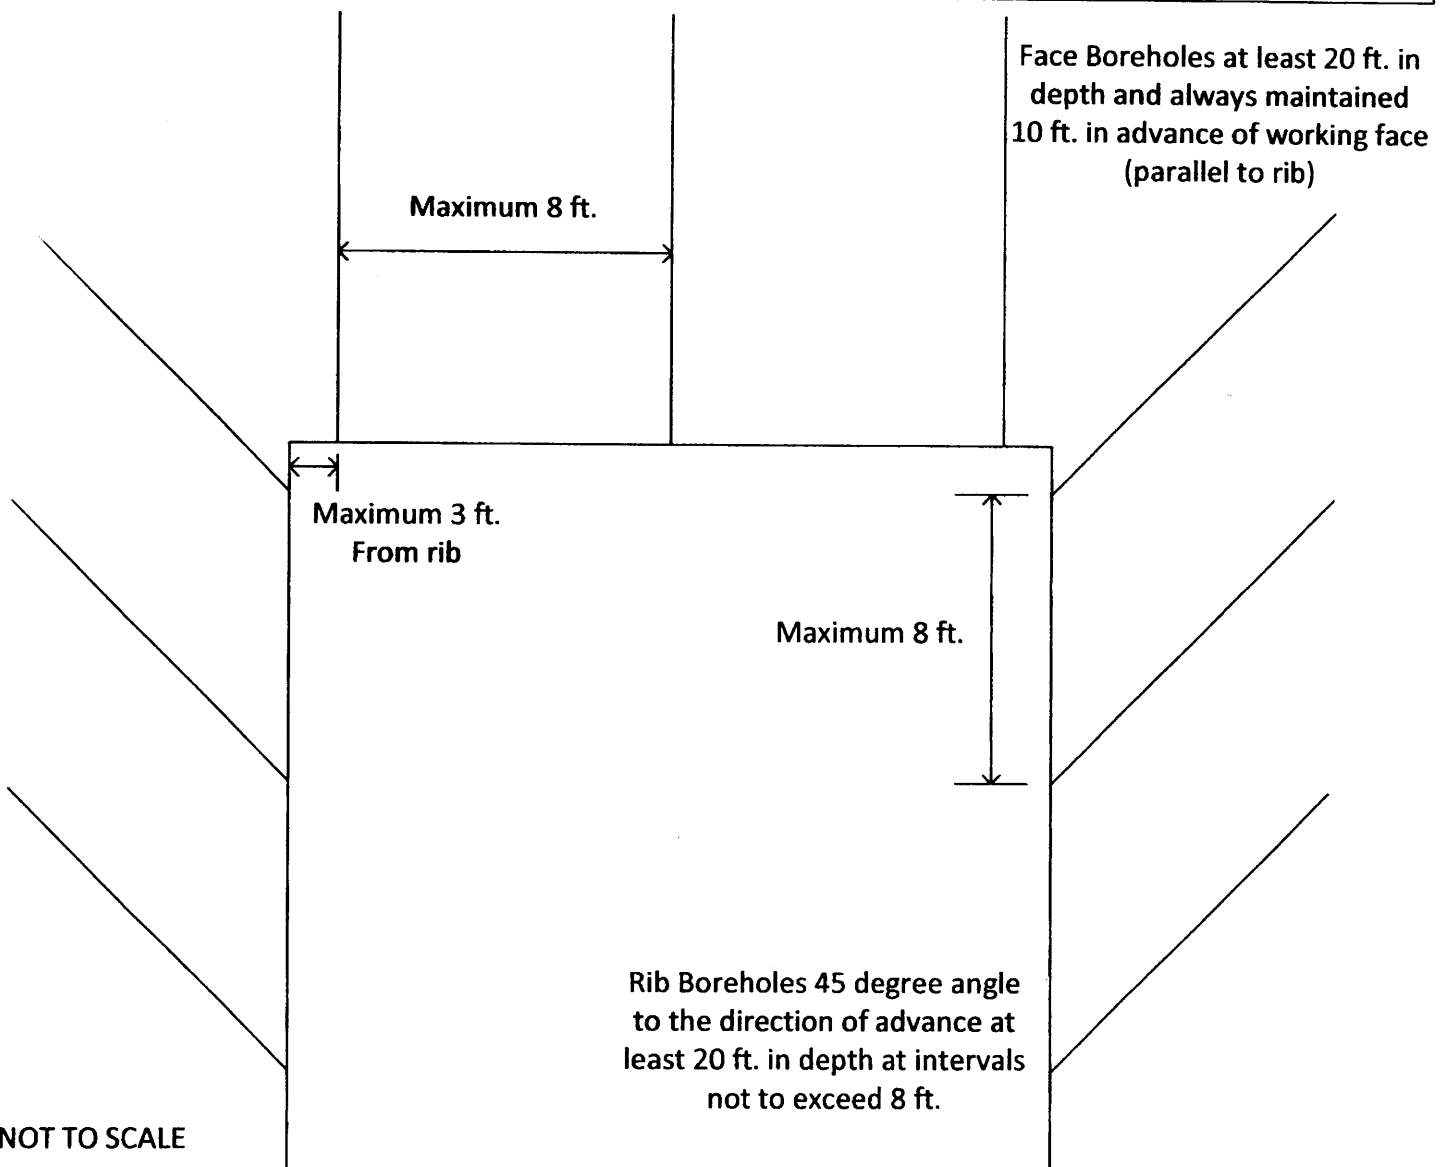 Face Boreholes at least 20 ft. in
depth and always maintained
10 ft. in advance of working face
(parallel to rib)
Maximum 8 ft.
Maximum 3 ft.
From rib
Maximum 8 ft.
Rib Boreholes 45 degree angle
to the direction of advance at
least 20 ft. in depth at intervals
not to exceed 8 ft.
NOT TO SCALE